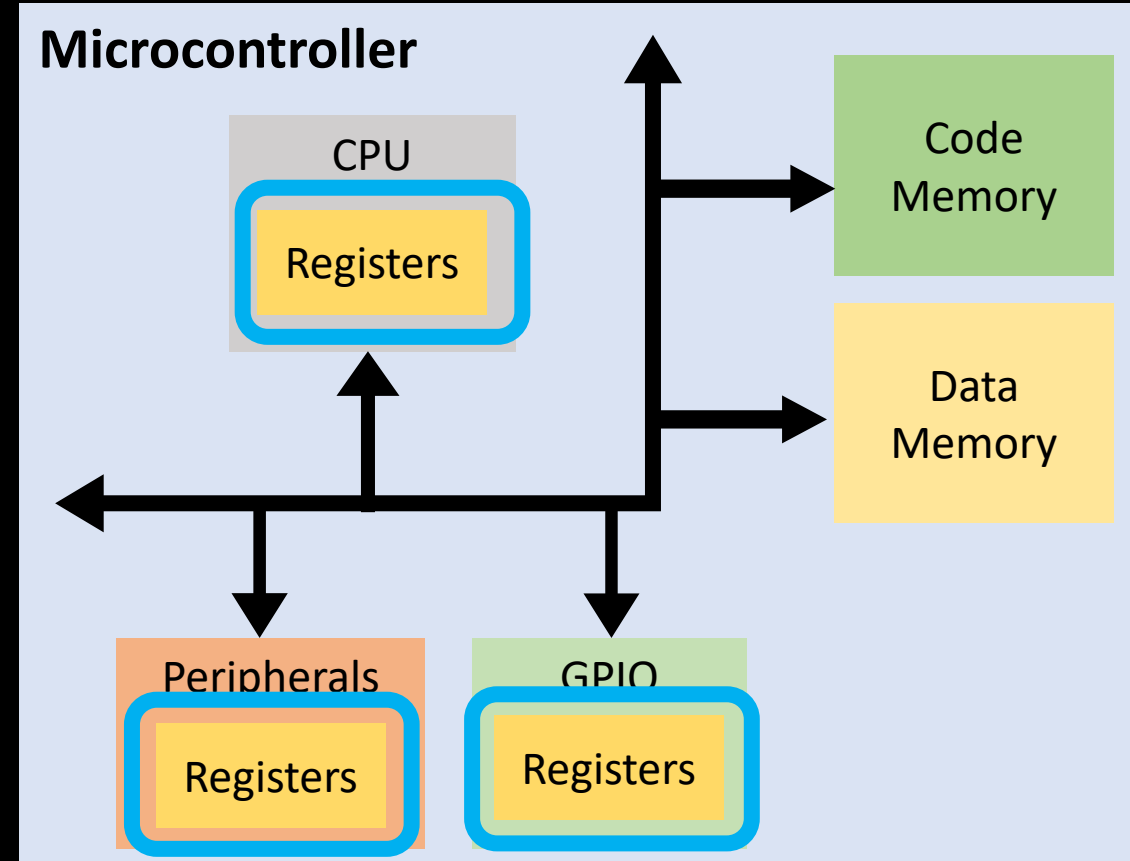 Microcontroller
CPU
Registers
Code
Memory
Data
Memory
Peripherals
Registers
GPIO
Registers